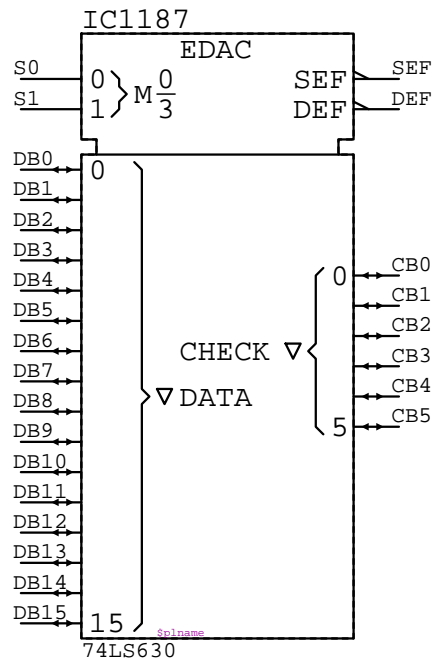 IC1187
EDAC
S0 0 M 0 SEF SEF
S1 1 3 DEF DEF
DB0 0
DB1
DB2
DB3 0 CB0
DB4 CB1
DB5 CB2
DB6 CHECK ▽ CB3
DB7 CB4
DB8 ▽ DATA
DB9 5 CB5
DB10
DB11
DB12
DB13
DB14
DB15 15 $plname
74LS630